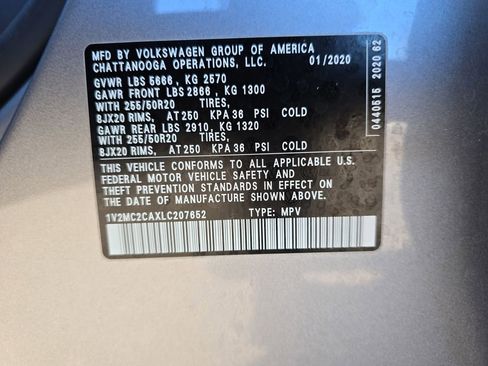 MFD BY VOLKSWAGEN GROUP OF AMERICA
CHATTANOOGA OPERATIONS, LLC. 01/2020
GVWR LBS 5666 , KG 2570
GAWR FRONT LBS 2866 , KG 1300
WITH 255/50R20 TIRES,
8JX20 RIMS, AT 250 KPA 36 PSI COLD
GAWR REAR LBS 2910, KG 1320
WITH 255/50R20 TIRES,
8JX20 RIMS, AT 250 KPA 36 PSI COLD
THIS VEHICLE CONFORMS TO ALL APPLICABLE U.S.
FEDERAL MOTOR VEHICLE SAFETY AND
THEFT PREVENTION STANDARDS IN EFFECT ON
THE DATE OF MANUFACTURE SHOWN ABOVE.
1V2MC2CAXLC207652 TYPE: MPV
0440515 2020 62